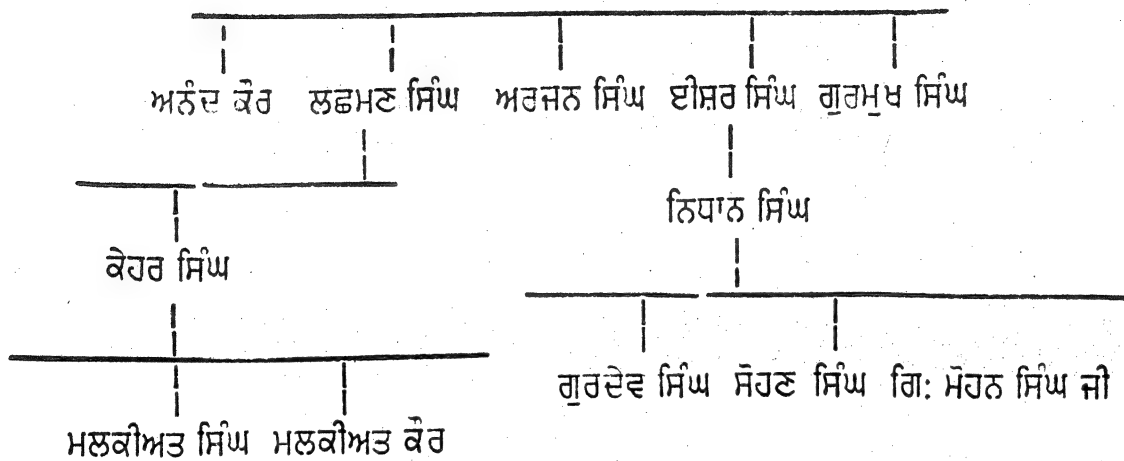 ਅਨੰਦ ਕੌਰ ਲਛਮਣ ਸਿੰਘ ਅਰਜਨ ਸਿੰਘ ਈਸ਼ਰ ਸਿੰਘ ਗੁਰਮੁਖ ਸਿੰਘ
ਨਿਧਾਨ ਸਿੰਘ
ਕੇਹਰ ਸਿੰਘ
ਗੁਰਦੇਵ ਸਿੰਘ ਸੋਹਣ ਸਿੰਘ ਗਿ: ਮੋਹਨ ਸਿੰਘ ਜੀ
ਮਲਕੀਅਤ ਸਿੰਘ ਮਲਕੀਅਤ ਕੌਰ